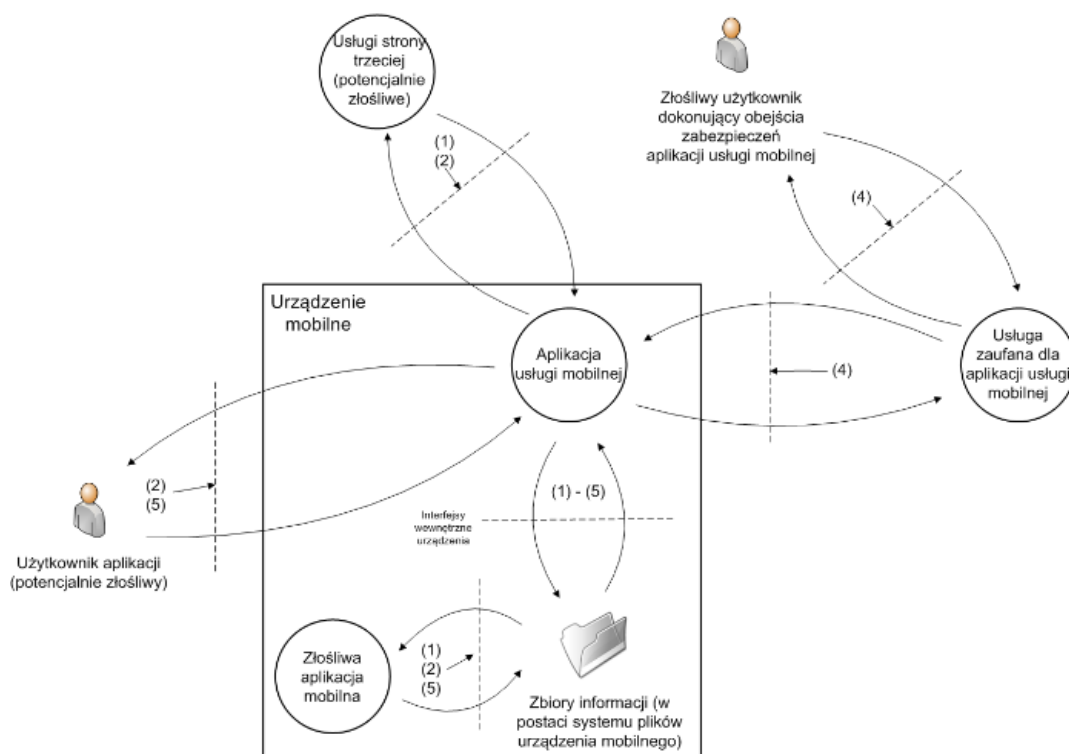 Usługi strony
trzeciej
(potencjalnie
złośliwe)
(1)
(2)
Złośliwy użytkownik
dokonujący obejścia
zabezpieczeń
aplikacji usługi mobilnej
(4)
Urządzenie
mobilne
Aplikacja
usługi mobilnej
(4)
Usługa
zaufana dla
aplikacji usługi
mobilnej
(2)
(5)
Użytkownik aplikacji
(potencjalnie złośliwy)
(1) - (5)
Interfejsy
wewnętrzne
urządzenia
Złośliwa
aplikacja
mobilna
(1)
(2)
(5)
Zbiory informacji (w
postaci systemu plików
urządzenia mobilnego)